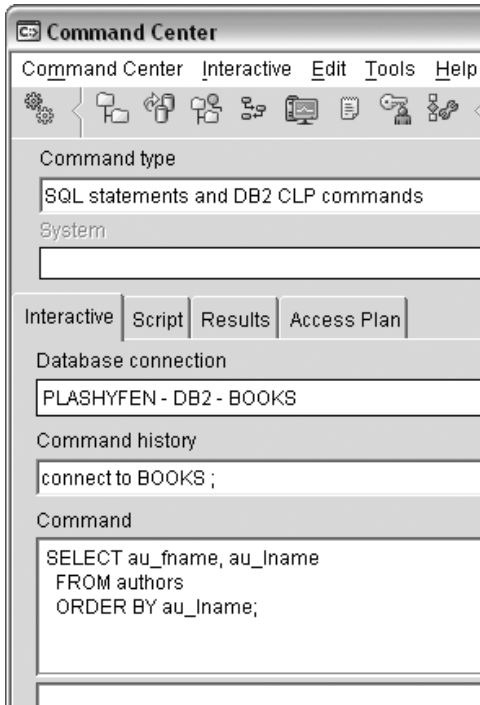 Command Center
Command Center Interactive Edit Tools Help
Command type
SQL statements and DB2 CLP commands
System
Interactive Script Results Access Plan
Database connection
PLASHYFEN - DB2 - BOOKS
Command history
connect to BOOKS ;
Command
SELECT au_fname, au_lname
FROM authors
ORDER BY au_lname;